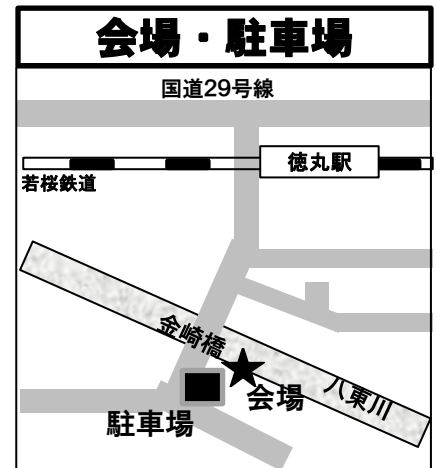 会場・駐車場
国道29号線
徳丸駅
若桜鉄道
金崎橋
会場
八東川
駐車場